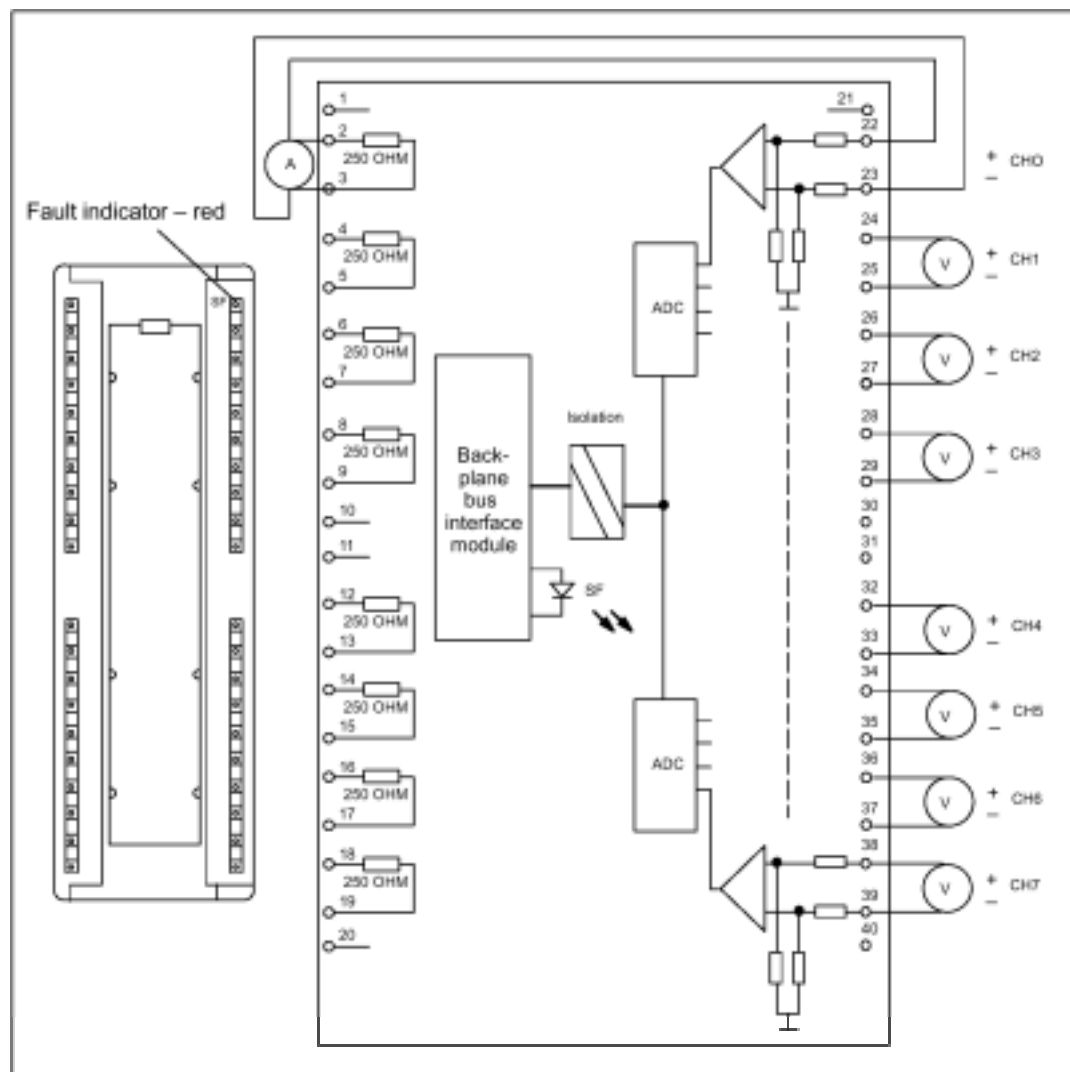 Fault indicator – red
SF
A
1
2
250 OHM
3
4
250 OHM
5
6
250 OHM
7
8
250 OHM
9
10
11
12
250 OHM
13
14
250 OHM
15
16
250 OHM
17
18
250 OHM
19
20
Back-
plane
bus
interface
module
Isolation
SF
ADC
ADC
21
22
23
+
–
CH0
24
25
V
+
–
CH1
26
27
V
+
–
CH2
28
29
V
+
–
CH3
30
31
32
33
V
+
–
CH4
34
35
V
+
–
CH5
36
37
V
+
–
CH6
38
39
V
+
–
CH7
40